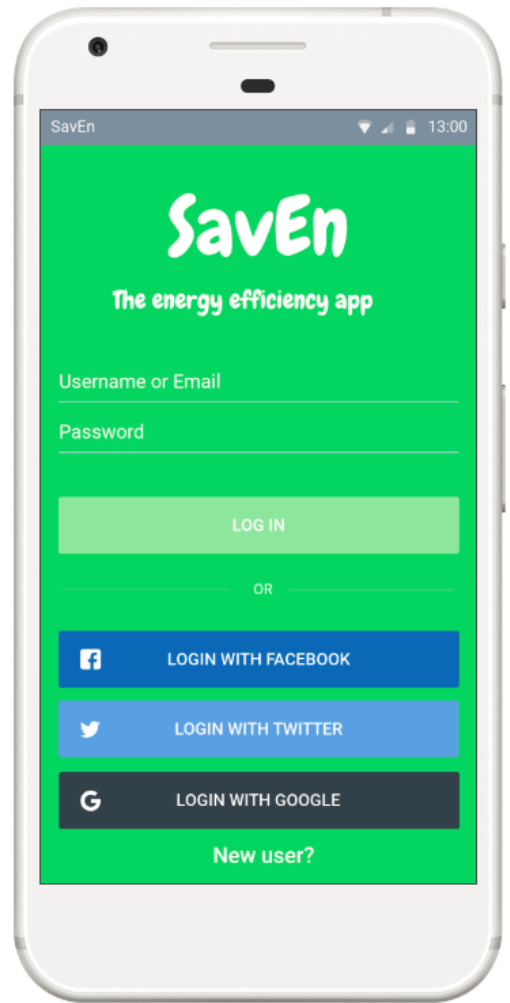 SavEn
13:00
SavEn
The energy efficiency app
Username or Email
Password
LOG IN
OR
LOGIN WITH FACEBOOK
LOGIN WITH TWITTER
G
LOGIN WITH GOOGLE
New user?